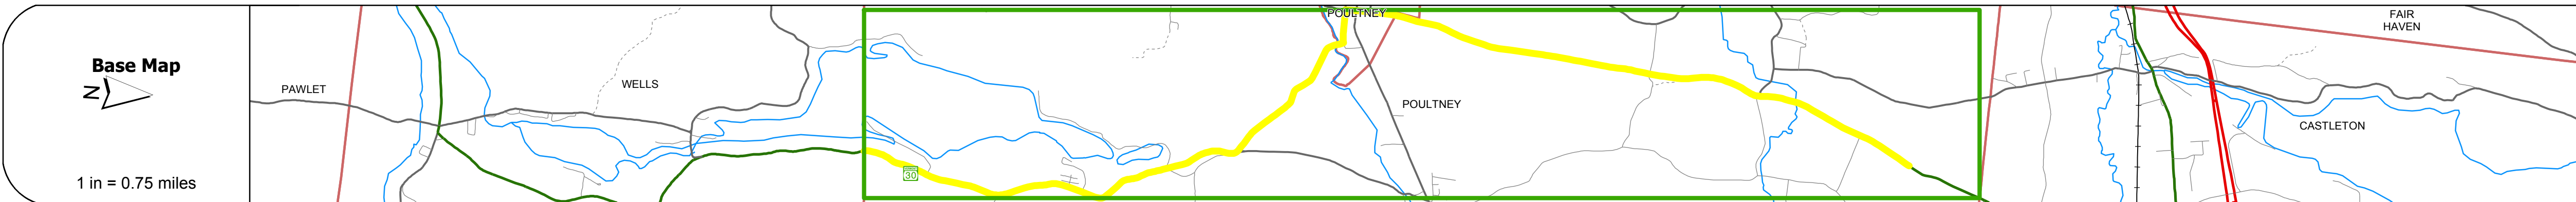 Base Map
N
1 in = 0.75 miles
PAWLET
WELLS
30
POULTNEY
POULTNEY
FAIR
HAVEN
CASTLETON